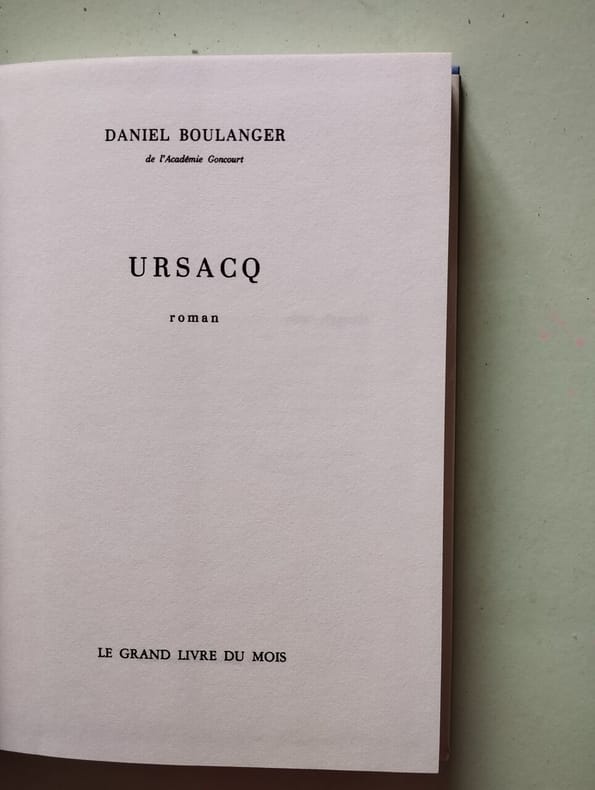 DANIEL BOULANGER
de l'Académie Goncourt
URSACQ
roman
LE GRAND LIVRE DU MOIS